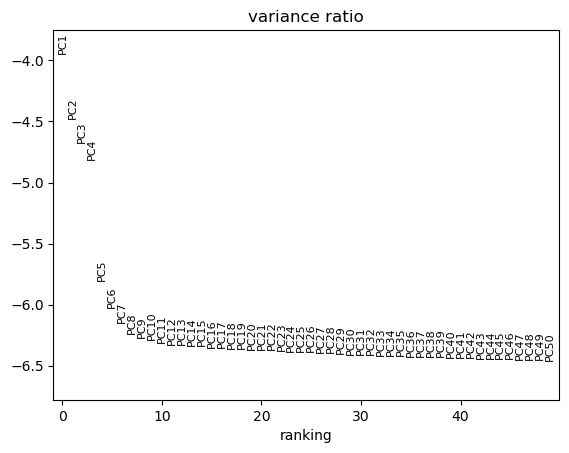 variance ratio
−4.0
−4.5
−5.0
−5.5
−6.0
−6.5
PC1
PC2
PC3
PC4
PC5
PC6
PC7
PC8
PC9
PC10
PC11
PC12
PC13
PC14
PC15
PC16
PC17
PC18
PC19
PC20
PC21
PC22
PC23
PC24
PC25
PC26
PC27
PC28
PC29
PC30
PC31
PC32
PC33
PC34
PC35
PC36
PC37
PC38
PC39
PC40
PC41
PC42
PC43
PC44
PC45
PC46
PC47
PC48
PC49
PC50
0 10 20 30 40
ranking